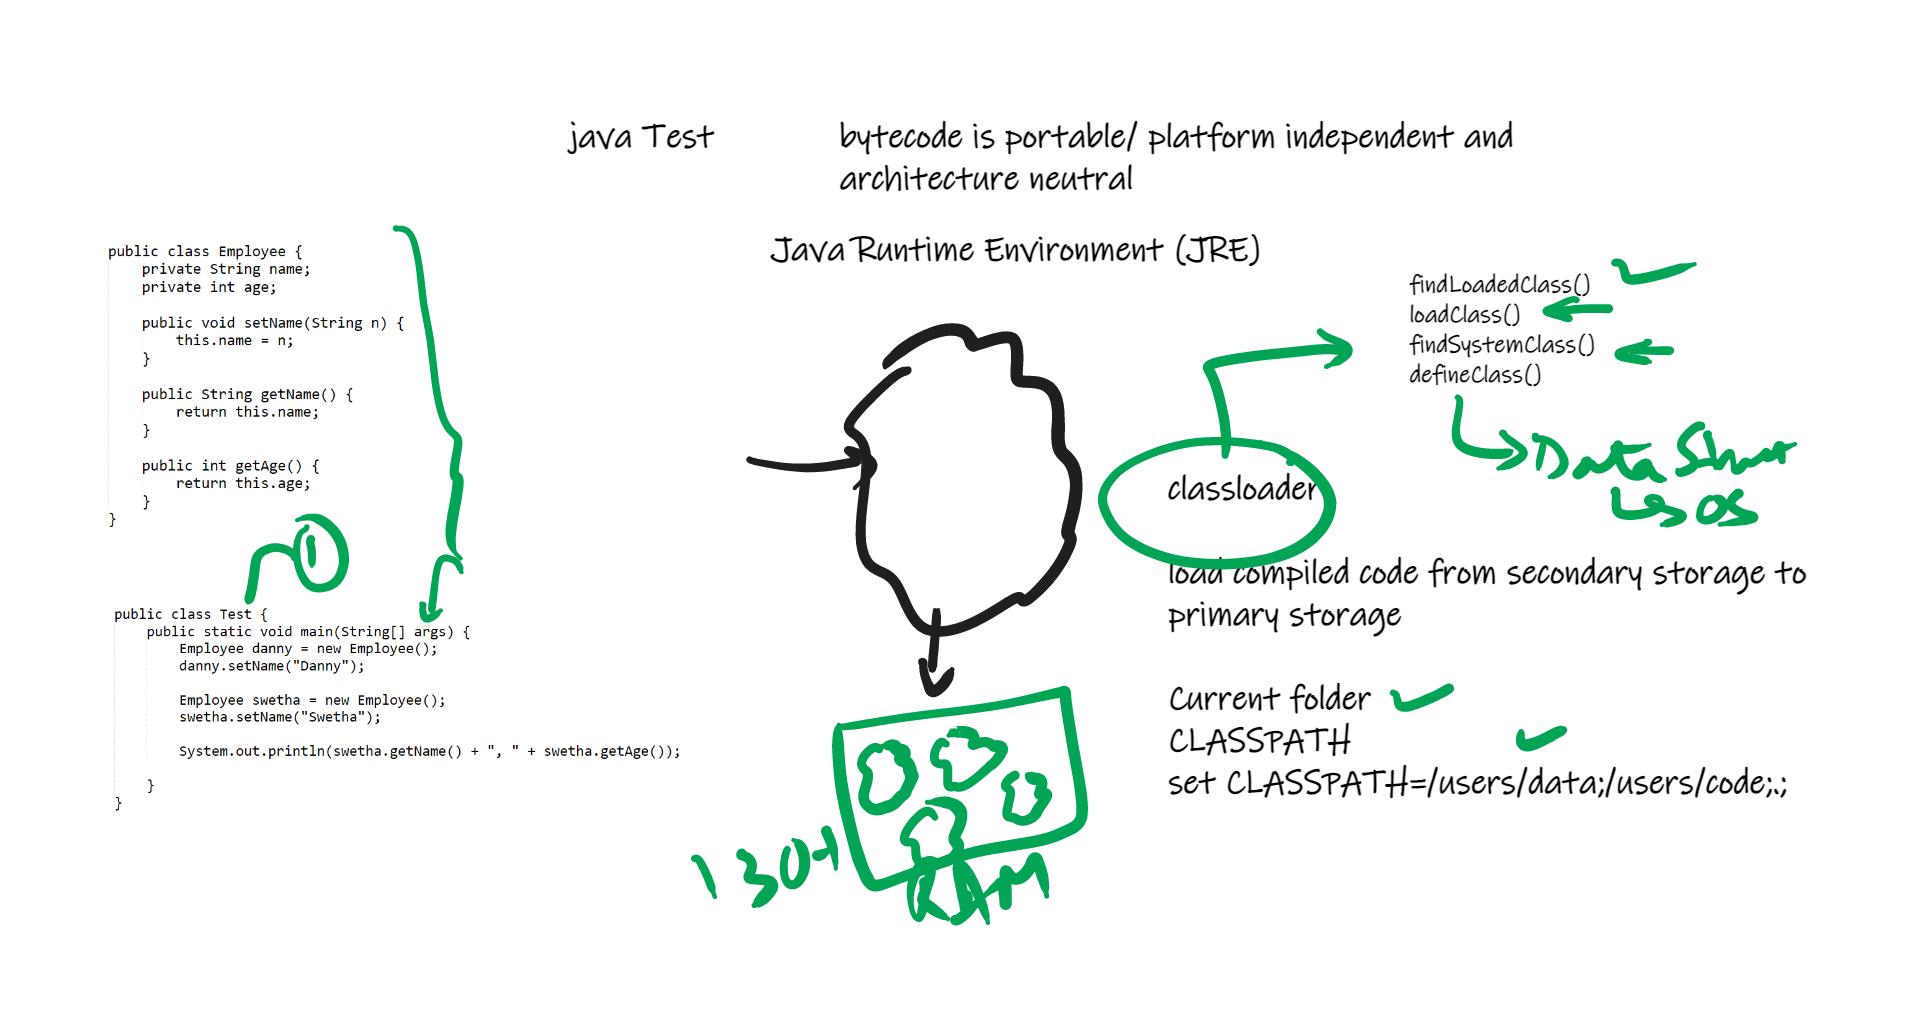 java Test
bytecode is portable/ platform independent and
architecture neutral
Java Runtime Environment (JRE)
public class Employee {
private String name;
private int age;
public void setName(String n) {
this.name = n;
}
public String getName() {
return this.name;
}
public int getAge() {
return this.age;
}
}
1
public class Test {
public static void main(String[] args) {
Employee danny = new Employee();
danny.setName("Danny");
Employee swetha = new Employee();
swetha.setName("Swetha");
System.out.println(swetha.getName() + ", " + swetha.getAge());
}
}
130+
RAM
findLoadedClass()
loadClass()
findSystemClass()
defineClass()
Data
OS
classloader
load compiled code from secondary storage to
primary storage
Current folder
CLASSPATH
set CLASSPATH=/users/data;/users/code;.;